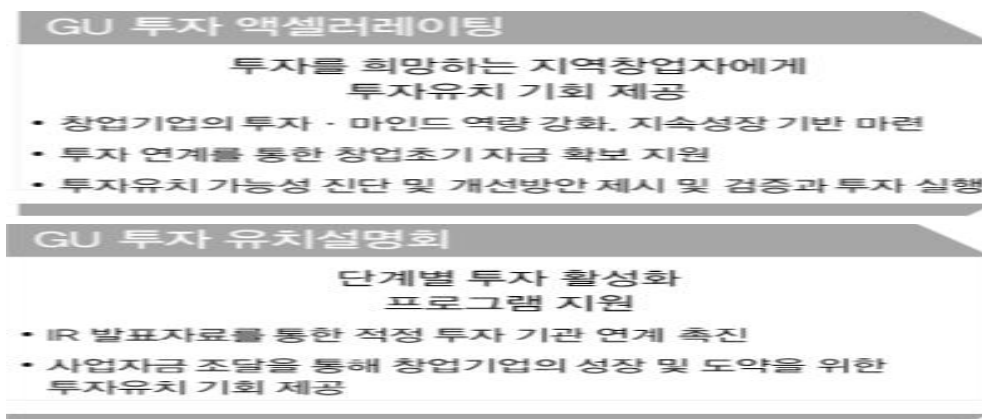 GU 투자 액셀러레이팅
투자를 희망하는 지역창업자에게
투자유치 기회 제공
• 창업기업의 투자 · 마인드 역량 강화, 지속성장 기반 마련
• 투자 연계를 통한 창업초기 자금 확보 지원
• 투자유치 가능성 진단 및 개선방안 제시 및 검증과 투자 실행
GU 투자 유치설명회
단계별 투자 활성화
프로그램 지원
• IR 발표자료를 통한 적정 투자 기관 연계 촉진
• 사업자금 조달을 통해 창업기업의 성장 및 도약을 위한
투자유치 기회 제공